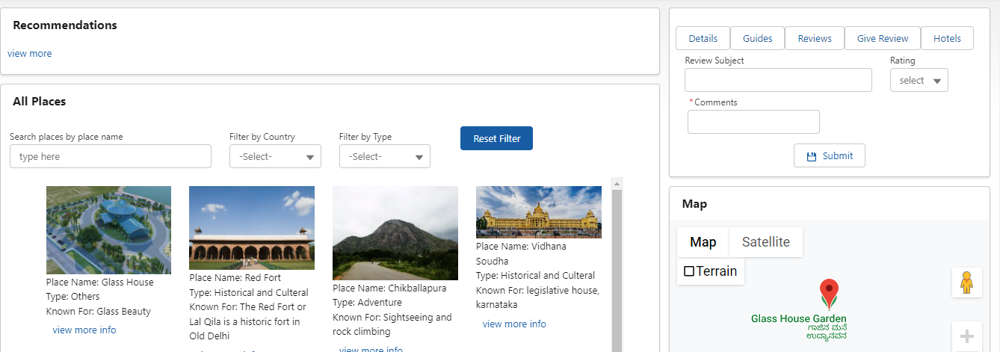 Recommendations
view more
All Places
Search places by place name
type here
Filter by Country
-Select-
Filter by Type
-Select-
Reset Filter
Place Name: Glass House
Type: Others
Known For: Glass Beauty
view more info
Place Name: Red Fort
Type: Historical and Culteral
Known For: The Red Fort or
Lal Qila is a historic fort in
Old Delhi
view more info
Place Name: Chikballapura
Type: Adventure
Known For: Sightseeing and
rock climbing
view more info
Place Name: Vidhana
Soudha
Type: Historical and Culteral
Known For: legislative house,
karnataka
view more info
Details
Guides
Reviews
Give Review
Hotels
Review Subject
Rating
select
*Comments
Submit
Map
Map
Satellite
Terrain
Glass House Garden
ಗಾಜಿನ ಮನೆ
ಉದ್ಯಾನವನ